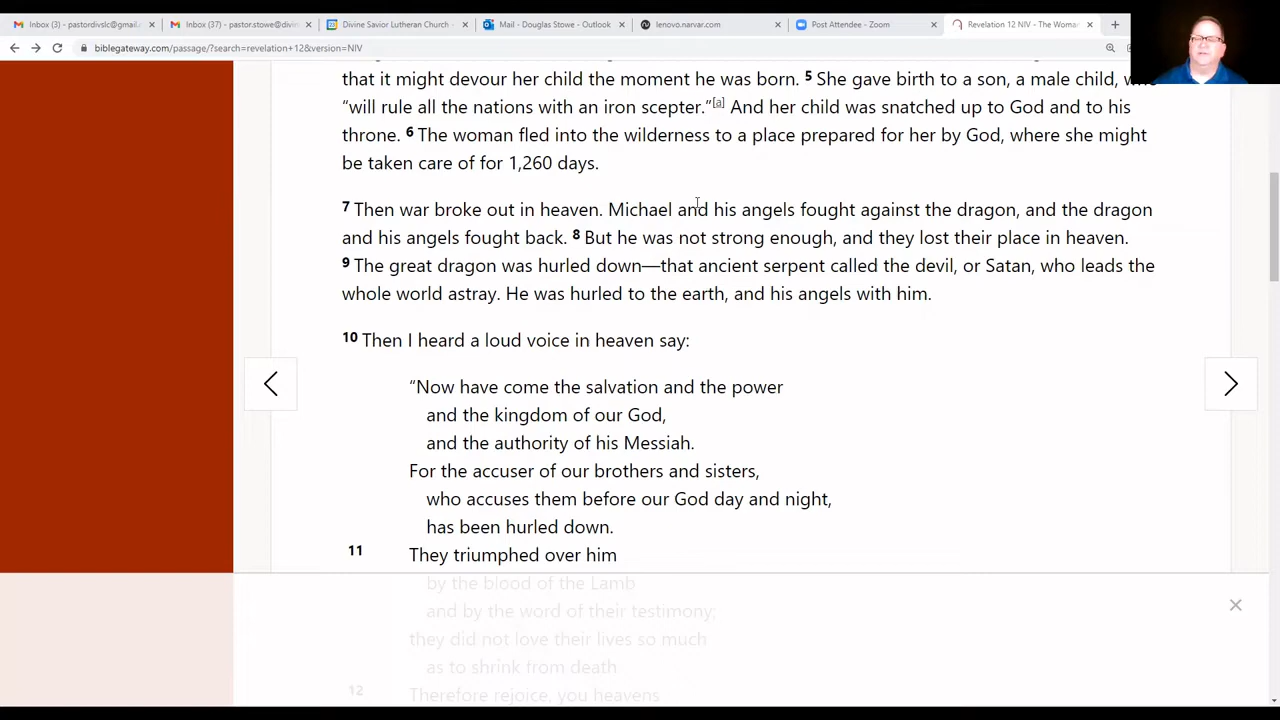 Inbox (3) - pastordivslc@gmail.
Inbox (37) - pastor.stowe@divin
Divine Savior Lutheran Church -
Mail - Douglas Stowe - Outlook
lenovo.narvar.com
Post Attendee - Zoom
Revelation 12 NIV - The Woma
biblegateway.com/passage/?search=revelation+12&version=NIV
that it might devour her child the moment he was born. 5 She gave birth to a son, a male child,
“will rule all the nations with an iron scepter.”[a] And her child was snatched up to God and to his
throne. 6 The woman fled into the wilderness to a place prepared for her by God, where she might
be taken care of for 1,260 days.
7 Then war broke out in heaven. Michael and his angels fought against the dragon, and the dragon
and his angels fought back. 8 But he was not strong enough, and they lost their place in heaven.
9 The great dragon was hurled down—that ancient serpent called the devil, or Satan, who leads the
whole world astray. He was hurled to the earth, and his angels with him.
10 Then I heard a loud voice in heaven say:
“Now have come the salvation and the power
and the kingdom of our God,
and the authority of his Messiah.
For the accuser of our brothers and sisters,
who accuses them before our God day and night,
has been hurled down.
11 They triumphed over him
by the blood of the Lamb
and by the word of their testimony;
they did not love their lives so much
as to shrink from death
12 Therefore rejoice, you heavens